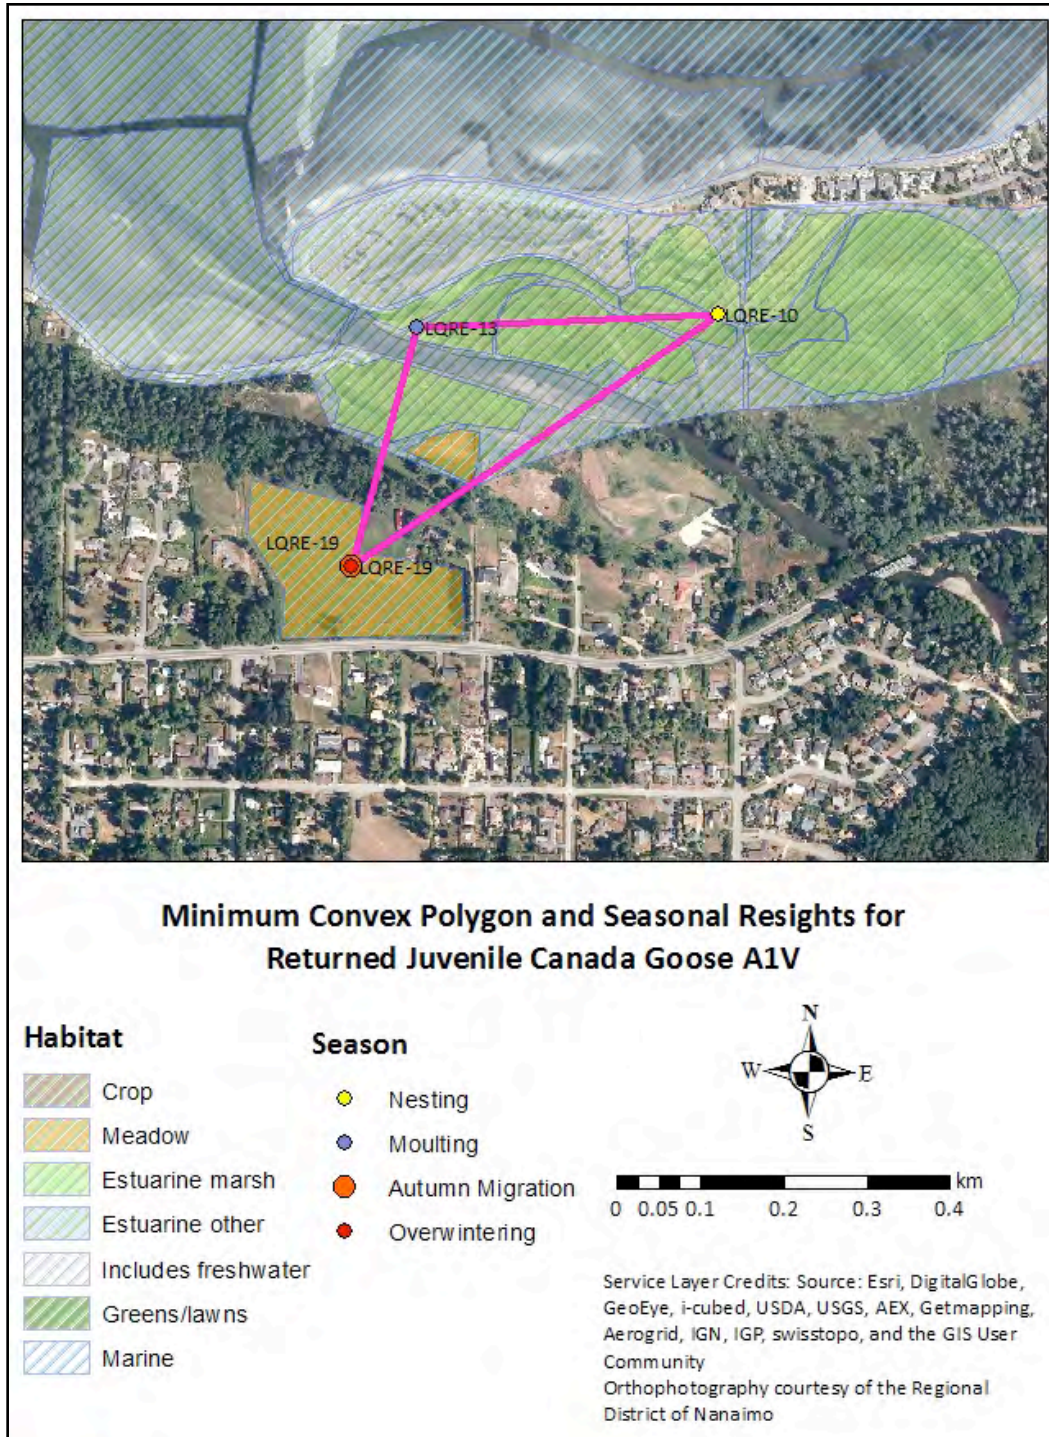 LQRE-13
LQRE-10
LQRE-19
LQRE-19
Minimum Convex Polygon and Seasonal Resights for
Returned Juvenile Canada Goose A1V
Habitat
Crop
Meadow
Estuarine marsh
Estuarine other
Includes freshwater
Greens/lawns
Marine
Season
Nesting
Moulting
Autumn Migration
Overwintering
N
W
E
S
km
0 0.05 0.1 0.2 0.3 0.4
Service Layer Credits: Source: Esri, DigitalGlobe,
GeoEye, i-cubed, USDA, USGS, AEX, Getmapping,
Aerogrid, IGN, IGP, swisstopo, and the GIS User
Community
Orthophotography courtesy of the Regional
District of Nanaimo